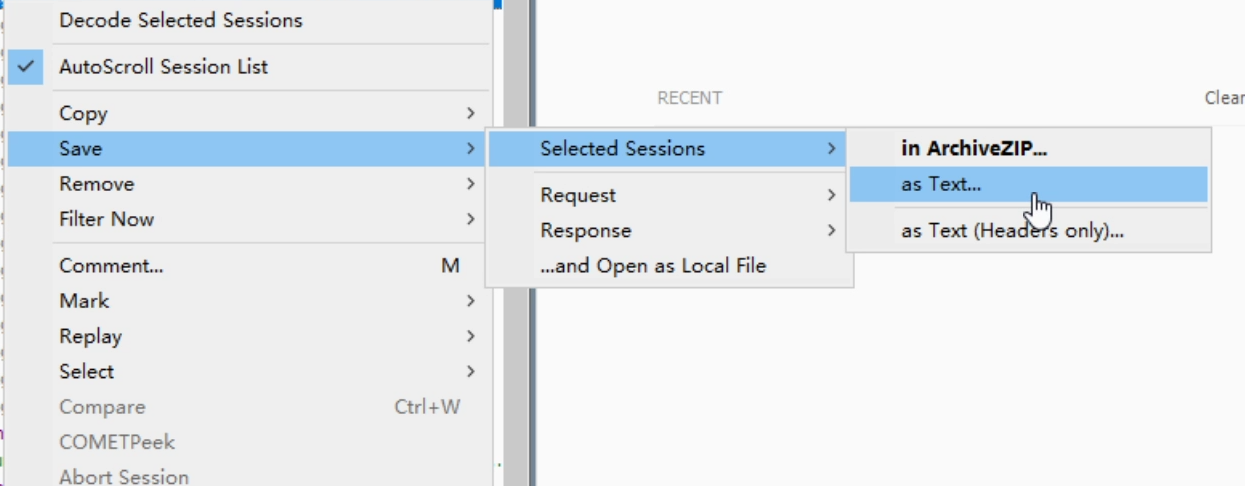 Decode Selected Sessions
AutoScroll Session List
Copy
Save
Remove
Filter Now
Comment... M
Mark
Replay
Select
Compare Ctrl+W
COMETPeek
Abort Session
Selected Sessions
Request
Response
...and Open as Local File
in ArchiveZIP...
as Text...
as Text (Headers only)...
RECENT
Clear